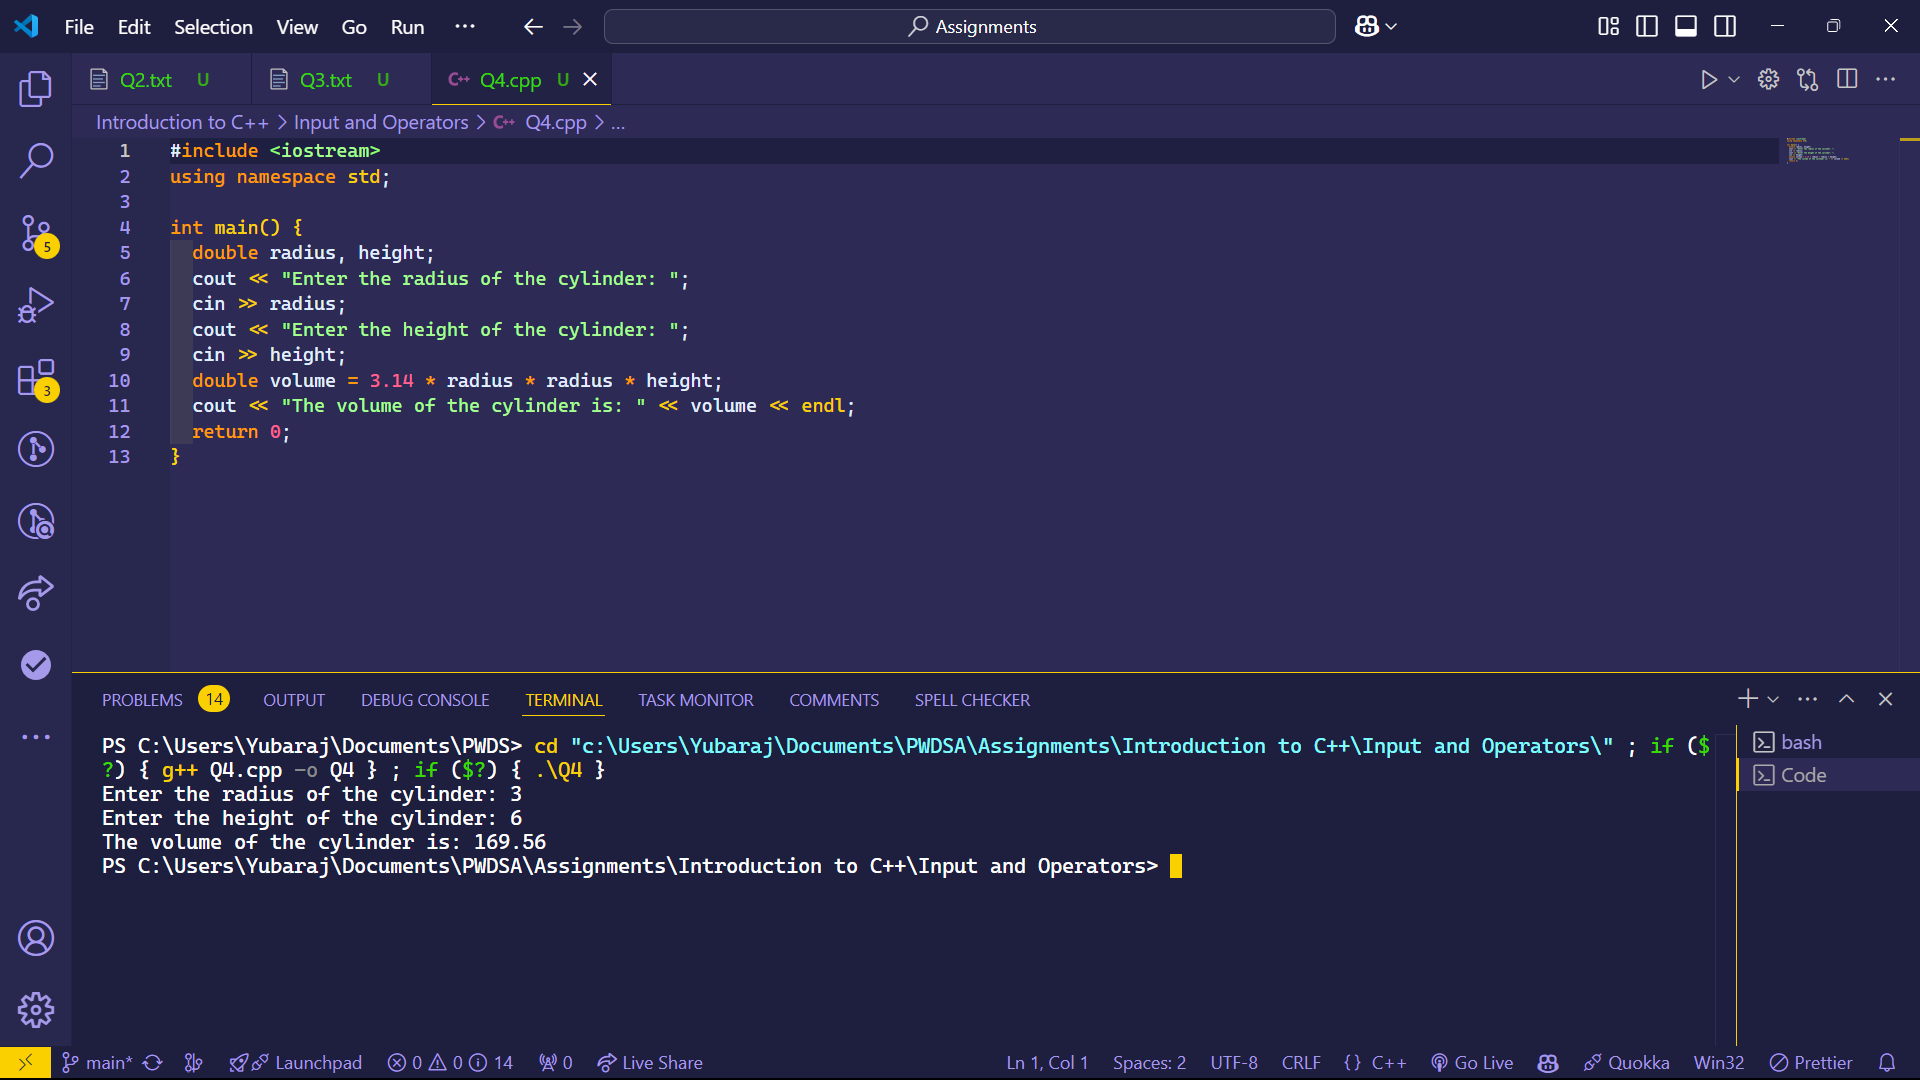 File Edit Selection View Go Run Assignments
Q2.txt U Q3.txt U Q4.cpp U
Introduction to C++ > Input and Operators > Q4.cpp > ...
1 #include <iostream>
2 using namespace std;
3
4 int main() {
5 double radius, height;
6 cout << "Enter the radius of the cylinder: ";
7 cin >> radius;
8 cout << "Enter the height of the cylinder: ";
9 cin >> height;
10 double volume = 3.14 * radius * radius * height;
11 cout << "The volume of the cylinder is: " << volume << endl;
12 return 0;
13 }
5
3
PROBLEMS 14 OUTPUT DEBUG CONSOLE TERMINAL TASK MONITOR COMMENTS SPELL CHECKER
PS C:\Users\Yubaraj\Documents\PWDS> cd "c:\Users\Yubaraj\Documents\PWDSA\Assignments\Introduction to C++\Input and Operators\" ; if ($
?) { g++ Q4.cpp -o Q4 } ; if ($?) { .\Q4 }
Enter the radius of the cylinder: 3
Enter the height of the cylinder: 6
The volume of the cylinder is: 169.56
PS C:\Users\Yubaraj\Documents\PWDSA\Assignments\Introduction to C++\Input and Operators>
bash
Code
main* Launchpad 0 0 14 0 Live Share Ln 1, Col 1 Spaces: 2 UTF-8 CRLF {} C++ Go Live Quokka Win32 Prettier